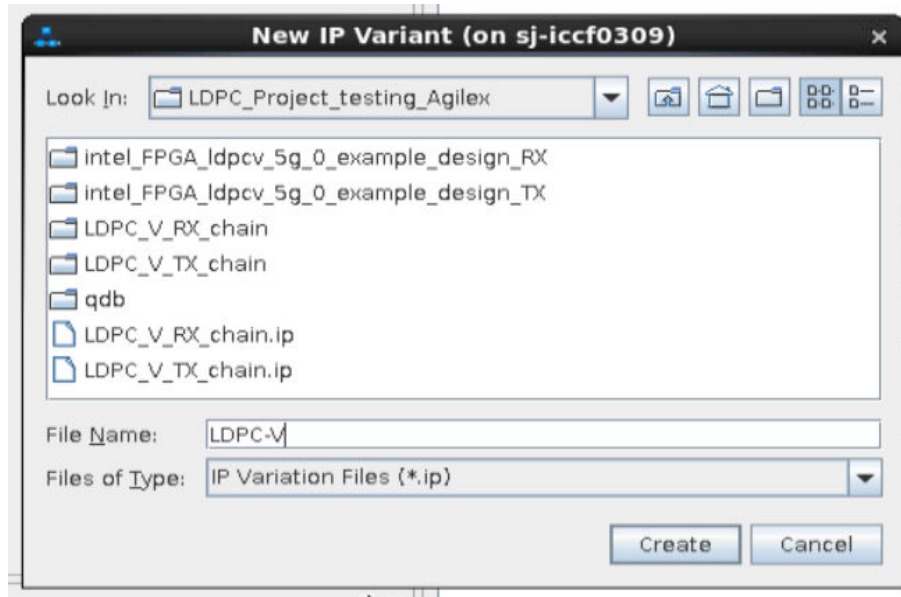 New IP Variant (on sj-iccf0309)
Look In: LDPC_Project_testing_Agilex
intel_FPGA_ldpcv_5g_0_example_design_RX
intel_FPGA_ldpcv_5g_0_example_design_TX
LDPC_V_RX_chain
LDPC_V_TX_chain
qdb
LDPC_V_RX_chain.ip
LDPC_V_TX_chain.ip
File Name: LDPC-V
Files of Type: IP Variation Files (*.ip)
Create Cancel